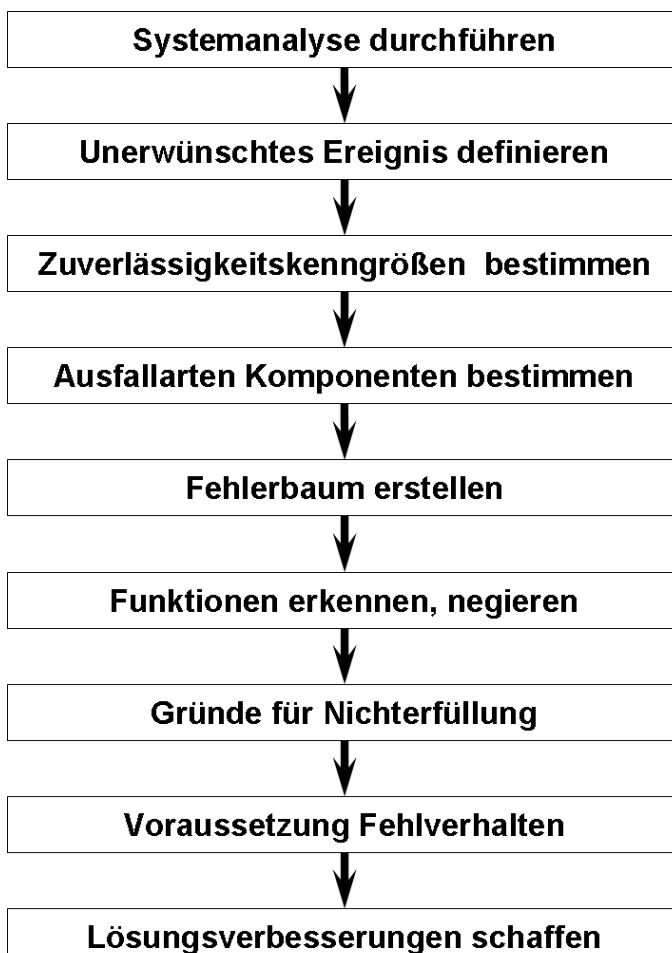 Systemanalyse durchführen
Unerwünschtes Ereignis definieren
Zuverlässigkeitskenngrößen bestimmen
Ausfallarten Komponenten bestimmen
Fehlerbaum erstellen
Funktionen erkennen, negieren
Gründe für Nichterfüllung
Voraussetzung Fehlverhalten
Lösungsverbesserungen schaffen